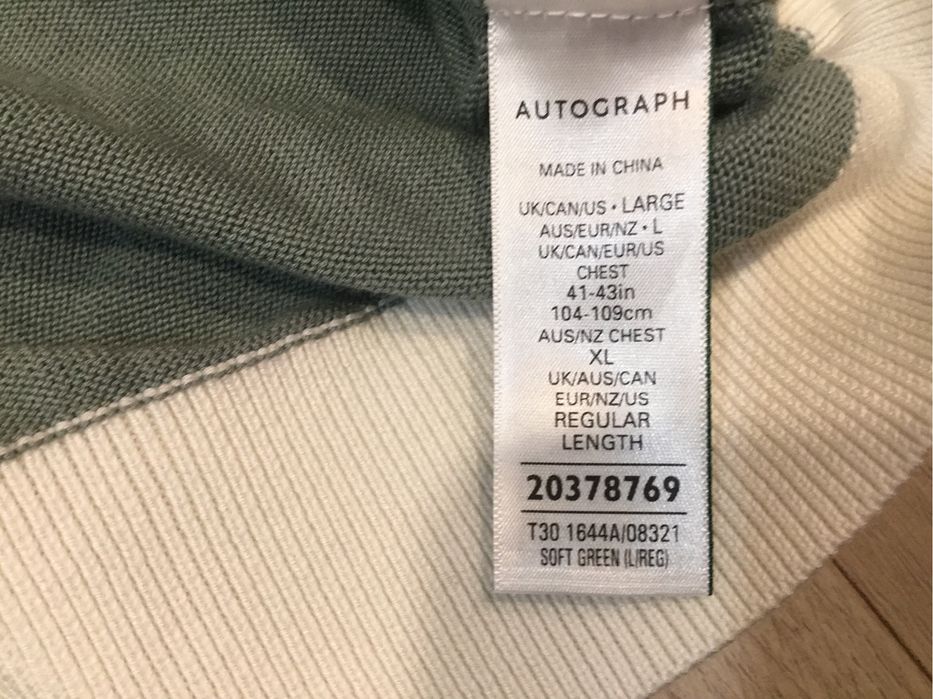 AUTOGRAPH
MADE IN CHINA
UK/CAN/US • LARGE
AUS/EUR/NZ • L
UK/CAN/EUR/US
CHEST
41-43in
104-109cm
AUS/NZ CHEST
XL
UK/AUS/CAN
EUR/NZ/US
REGULAR
LENGTH
20378769
T30 1644A/08321
SOFT GREEN (L/REG)